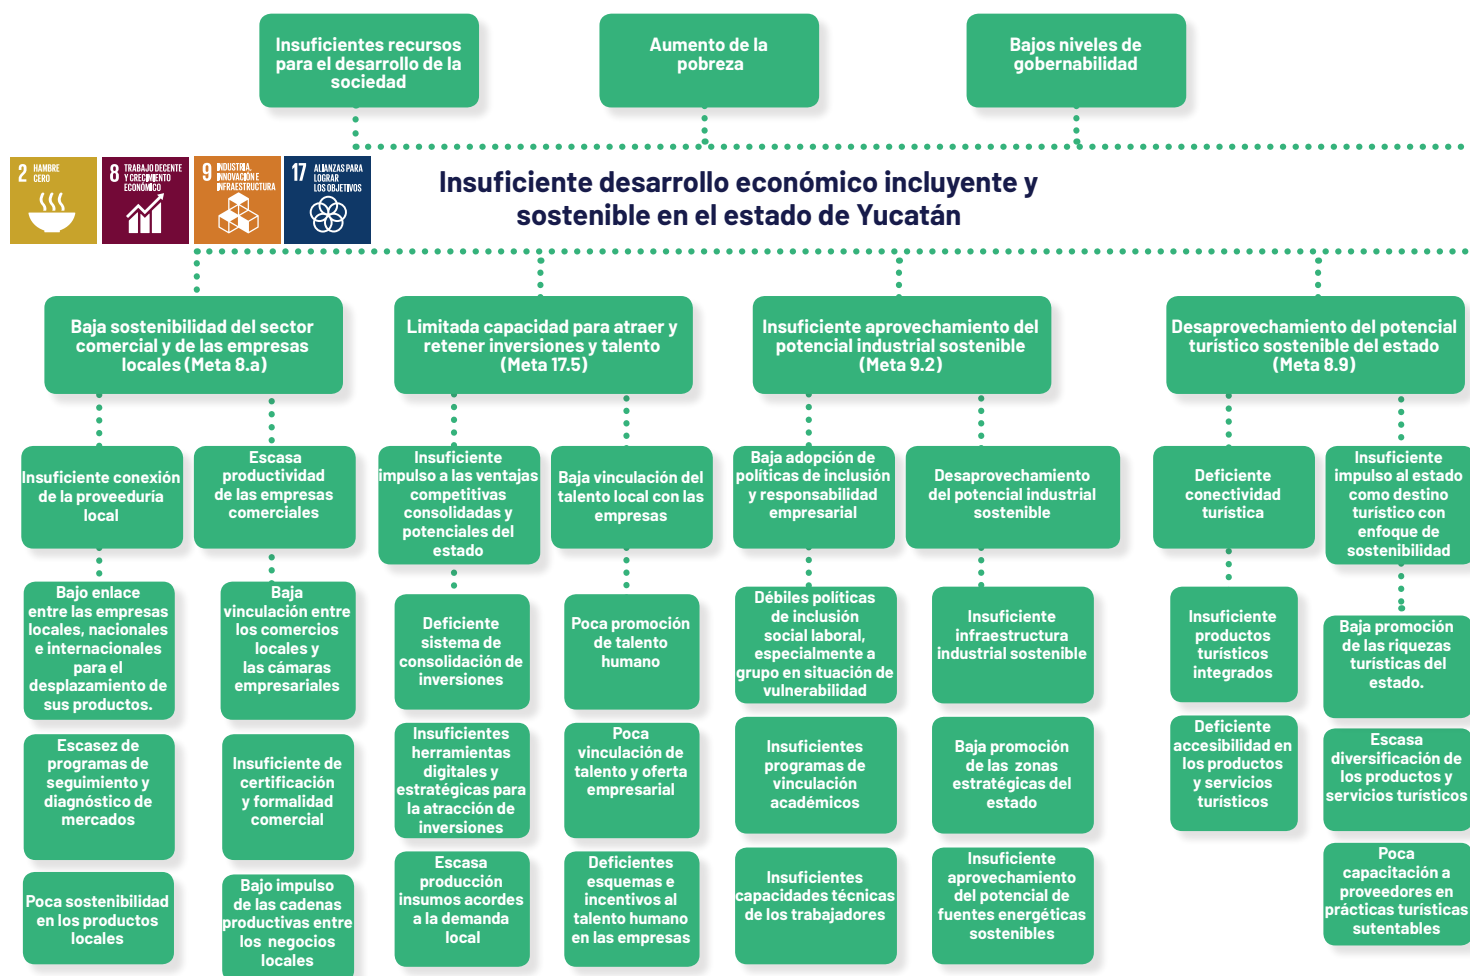 Insuficientes recursos
para el desarrollo de la
sociedad
Aumento de la
pobreza
Bajos niveles de
gobernabilidad
2 HAMBRE
CERO
8 TRABAJO DECENTE
Y CRECIMIENTO
ECONÓMICO
9 INDUSTRIA,
INNOVACIÓN E
INFRAESTRUCTURA
17 ALIANZAS PARA
LOGRAR
LOS OBJETIVOS
Insuficiente desarrollo económico incluyente y
sostenible en el estado de Yucatán
Baja sostenibilidad del sector
comercial y de las empresas
locales (Meta 8.a)
Limitada capacidad para atraer y
retener inversiones y talento
(Meta 17.5)
Insuficiente aprovechamiento del
potencial industrial sostenible
(Meta 9.2)
Desaprovechamiento del potencial
turístico sostenible del estado
(Meta 8.9)
Insuficiente conexión
de la proveeduría
local
Escasa
productividad
de las empresas
comerciales
Insuficiente
impulso a las ventajas
competitivas
consolidadas y
potenciales del
estado
Baja vinculación del
talento local con las
empresas
Baja adopción de
políticas de inclusión
y responsabilidad
empresarial
Desaprovechamiento
del potencial industrial
sostenible
Deficiente
conectividad
turística
Insuficiente
impulso al estado
como destino
turístico con
enfoque de
sostenibilidad
Bajo enlace
entre las empresas
locales, nacionales
e internacionales
para el
desplazamiento de
sus productos.
Baja
vinculación entre
los comercios
locales y
las cámaras
empresariales
Deficiente
sistema de
consolidación de
inversiones
Poca promoción
de talento
humano
Débiles políticas
de inclusión
social laboral,
especialmente a
grupo en situación de
vulnerabilidad
Insuficiente
infraestructura
industrial sostenible
Insuficiente
productos
turísticos
integrados
Baja promoción
de las riquezas
turísticas del
estado.
Escasez de
programas de
seguimiento y
diagnóstico de
mercados
Insuficiente de
certificación
y formalidad
comercial
Insuficientes
herramientas
digitales y
estratégicas para
la atracción de
inversiones
Poca
vinculación de
talento y oferta
empresarial
Insuficientes
programas de
vinculación
académicos
Baja promoción
de las zonas
estratégicas del
estado
Deficiente
accesibilidad en
los productos
y servicios
turísticos
Escasa
diversificación de
los productos y
servicios turísticos
Poca sostenibilidad
en los productos
locales
Bajo impulso
de las cadenas
productivas entre
los negocios
locales
Escasa
producción
insumos acordes
a la demanda
local
Deficientes
esquemas e
incentivos al
talento humano
en las empresas
Insuficientes
capacidades técnicas
de los trabajadores
Insuficiente
aprovechamiento
del potencial de
fuentes energéticas
sostenibles
Poca
capacitación a
proveedores en
prácticas turísticas
sutentables